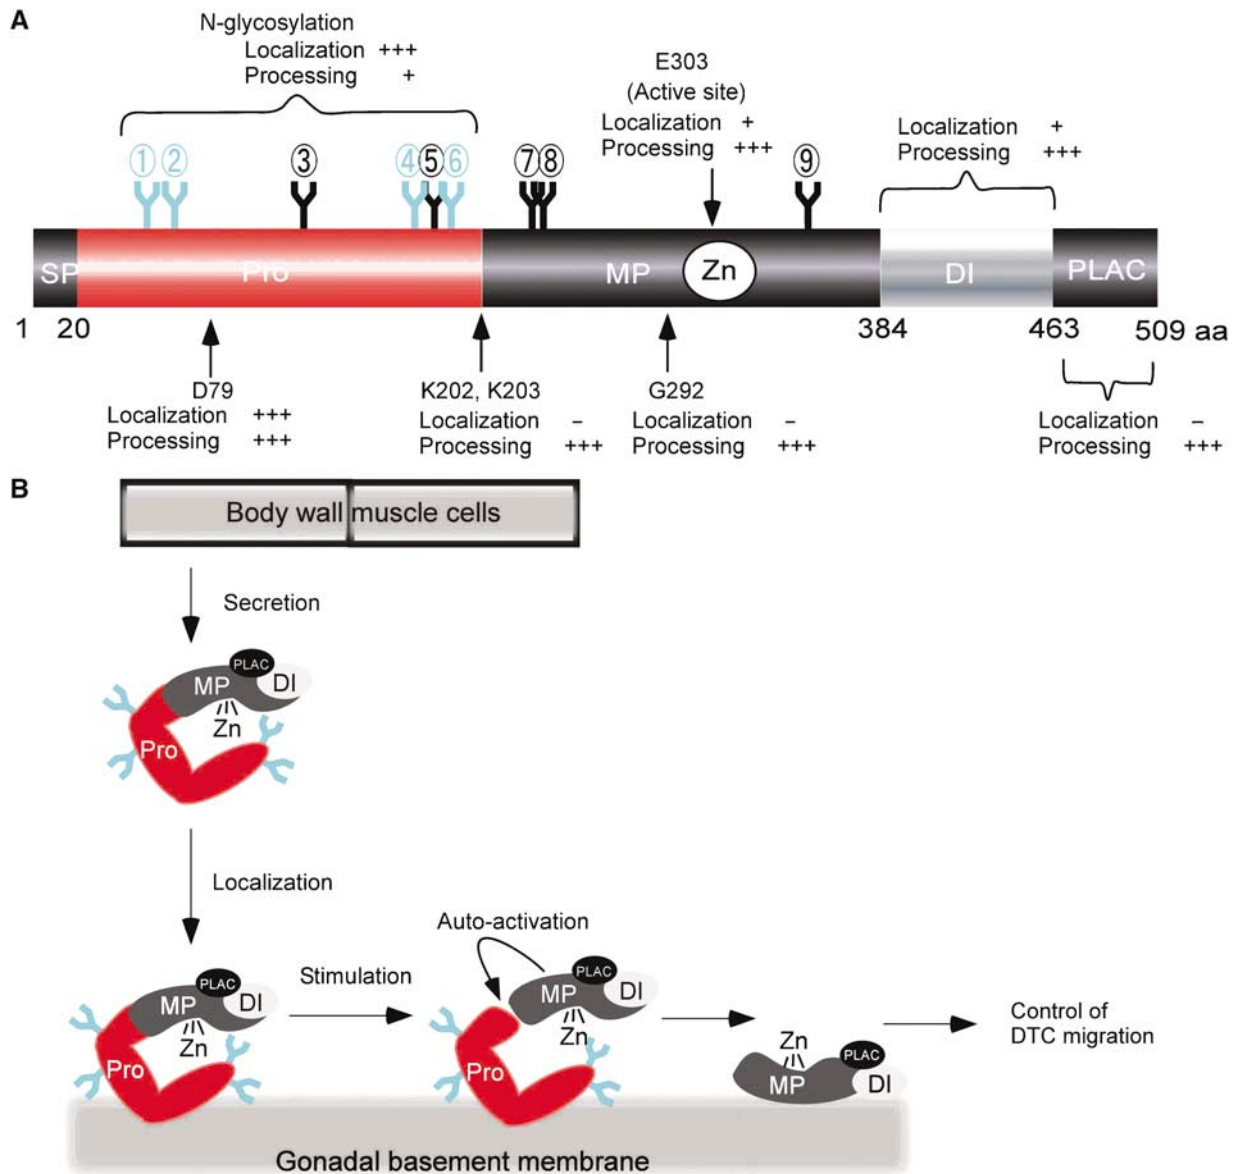 A
N-glycosylation
Localization +++
Processing +
E303
(Active site)
Localization +
Processing +++
Localization +
Processing +++
① ② ③ ④ ⑤ ⑥ ⑦ ⑧ ⑨
SP Pro MP Zn DI PLAC
1 20 384 463 509 aa
D79
Localization +++
Processing +++
K202, K203
Localization –
Processing +++
G292
Localization –
Processing +++
Localization –
Processing +++
B
Body wall muscle cells
Secretion
PLAC
MP DI
Zn
Pro
Localization
PLAC
MP DI
Zn
Pro
Stimulation
Auto-activation
PLAC
MP DI
Zn
Pro
Zn
PLAC
MP DI
Control of
DTC migration
Gonadal basement membrane